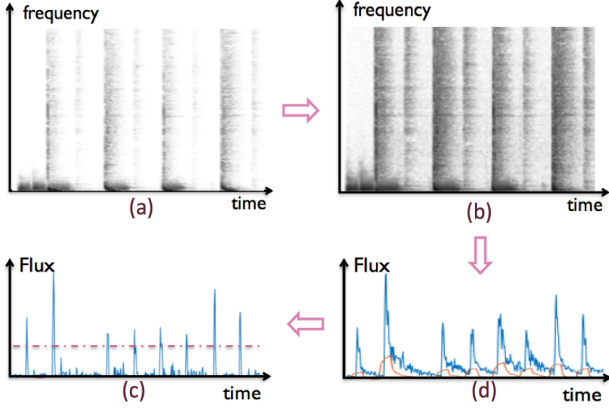 frequency
time
(a)
frequency
time
(b)
Flux
time
(c)
Flux
time
(d)